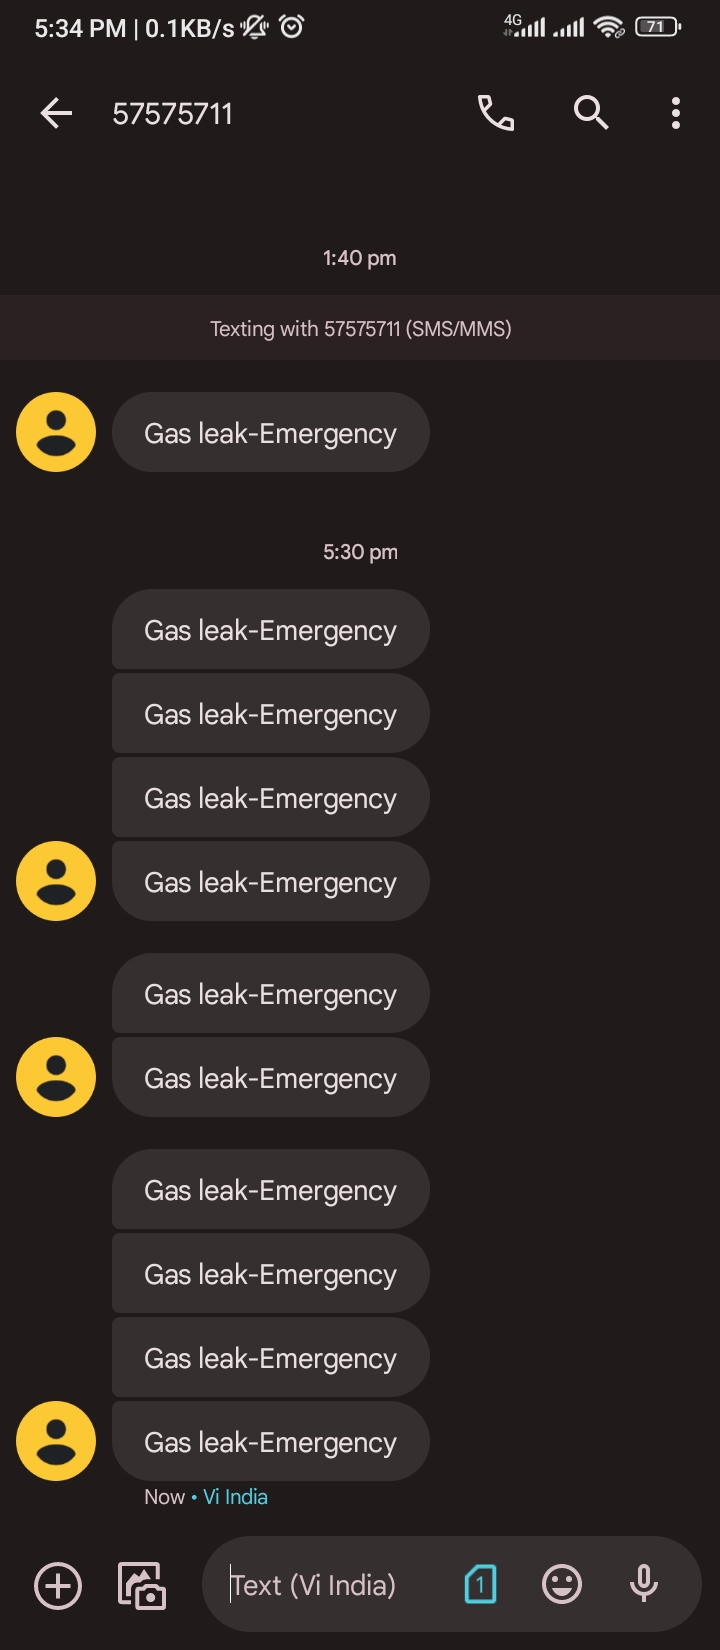 5:34 PM | 0.1KB/s
4G
71
57575711
1:40 pm
Texting with 57575711 (SMS/MMS)
Gas leak-Emergency
5:30 pm
Gas leak-Emergency
Gas leak-Emergency
Gas leak-Emergency
Gas leak-Emergency
Gas leak-Emergency
Gas leak-Emergency
Gas leak-Emergency
Gas leak-Emergency
Gas leak-Emergency
Gas leak-Emergency
Now • Vi India
Text (Vi India)
1